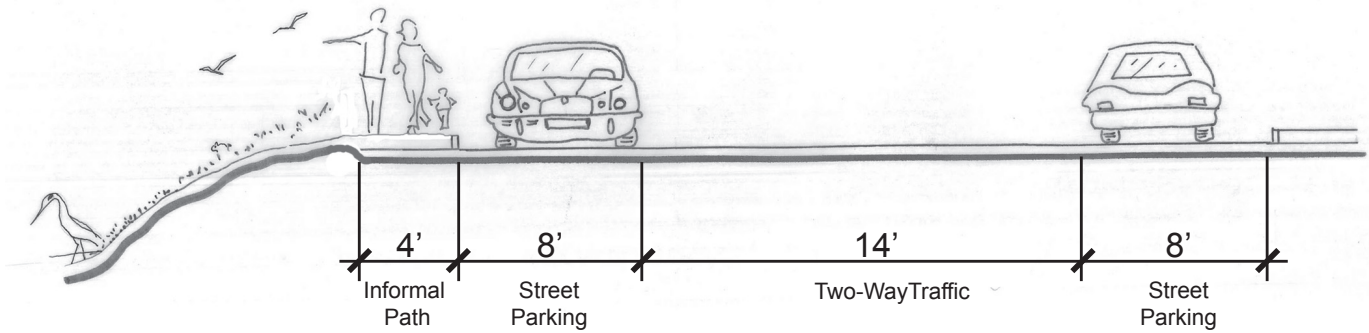 4’ 8’ 14’ 8’
Informal
Path
Street
Parking
Two-WayTraffic
Street
Parking